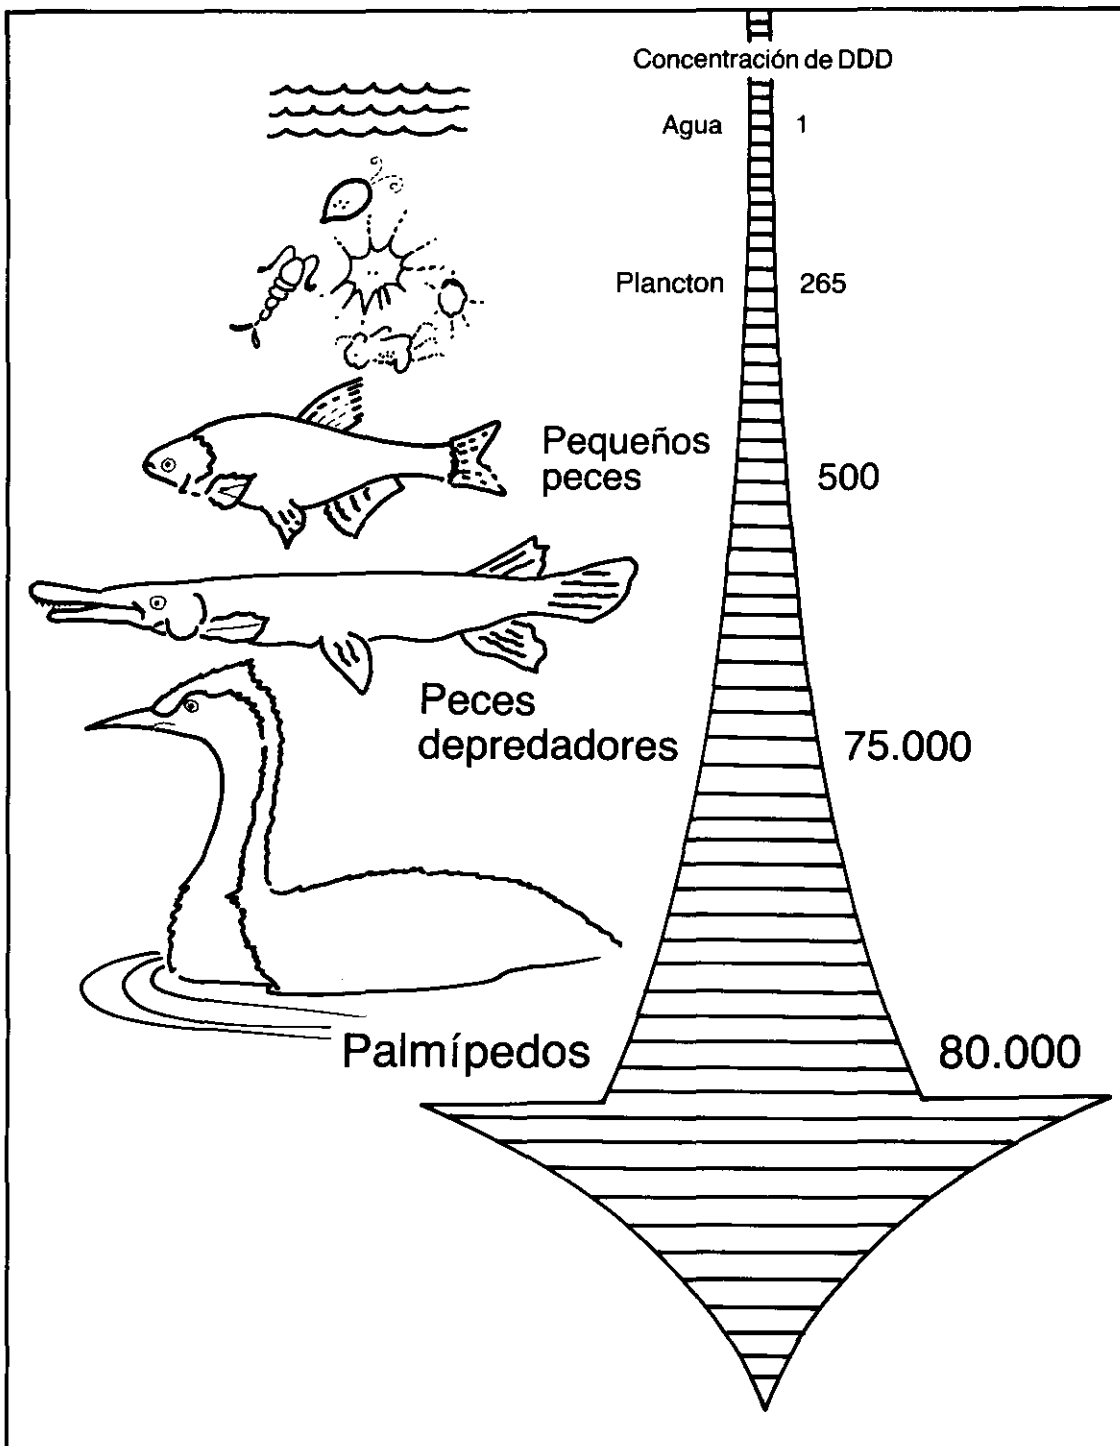 Concentración de DDD
Agua 1
Plancton 265
Pequeños
peces 500
Peces
depredadores 75.000
Palmípedos 80.000